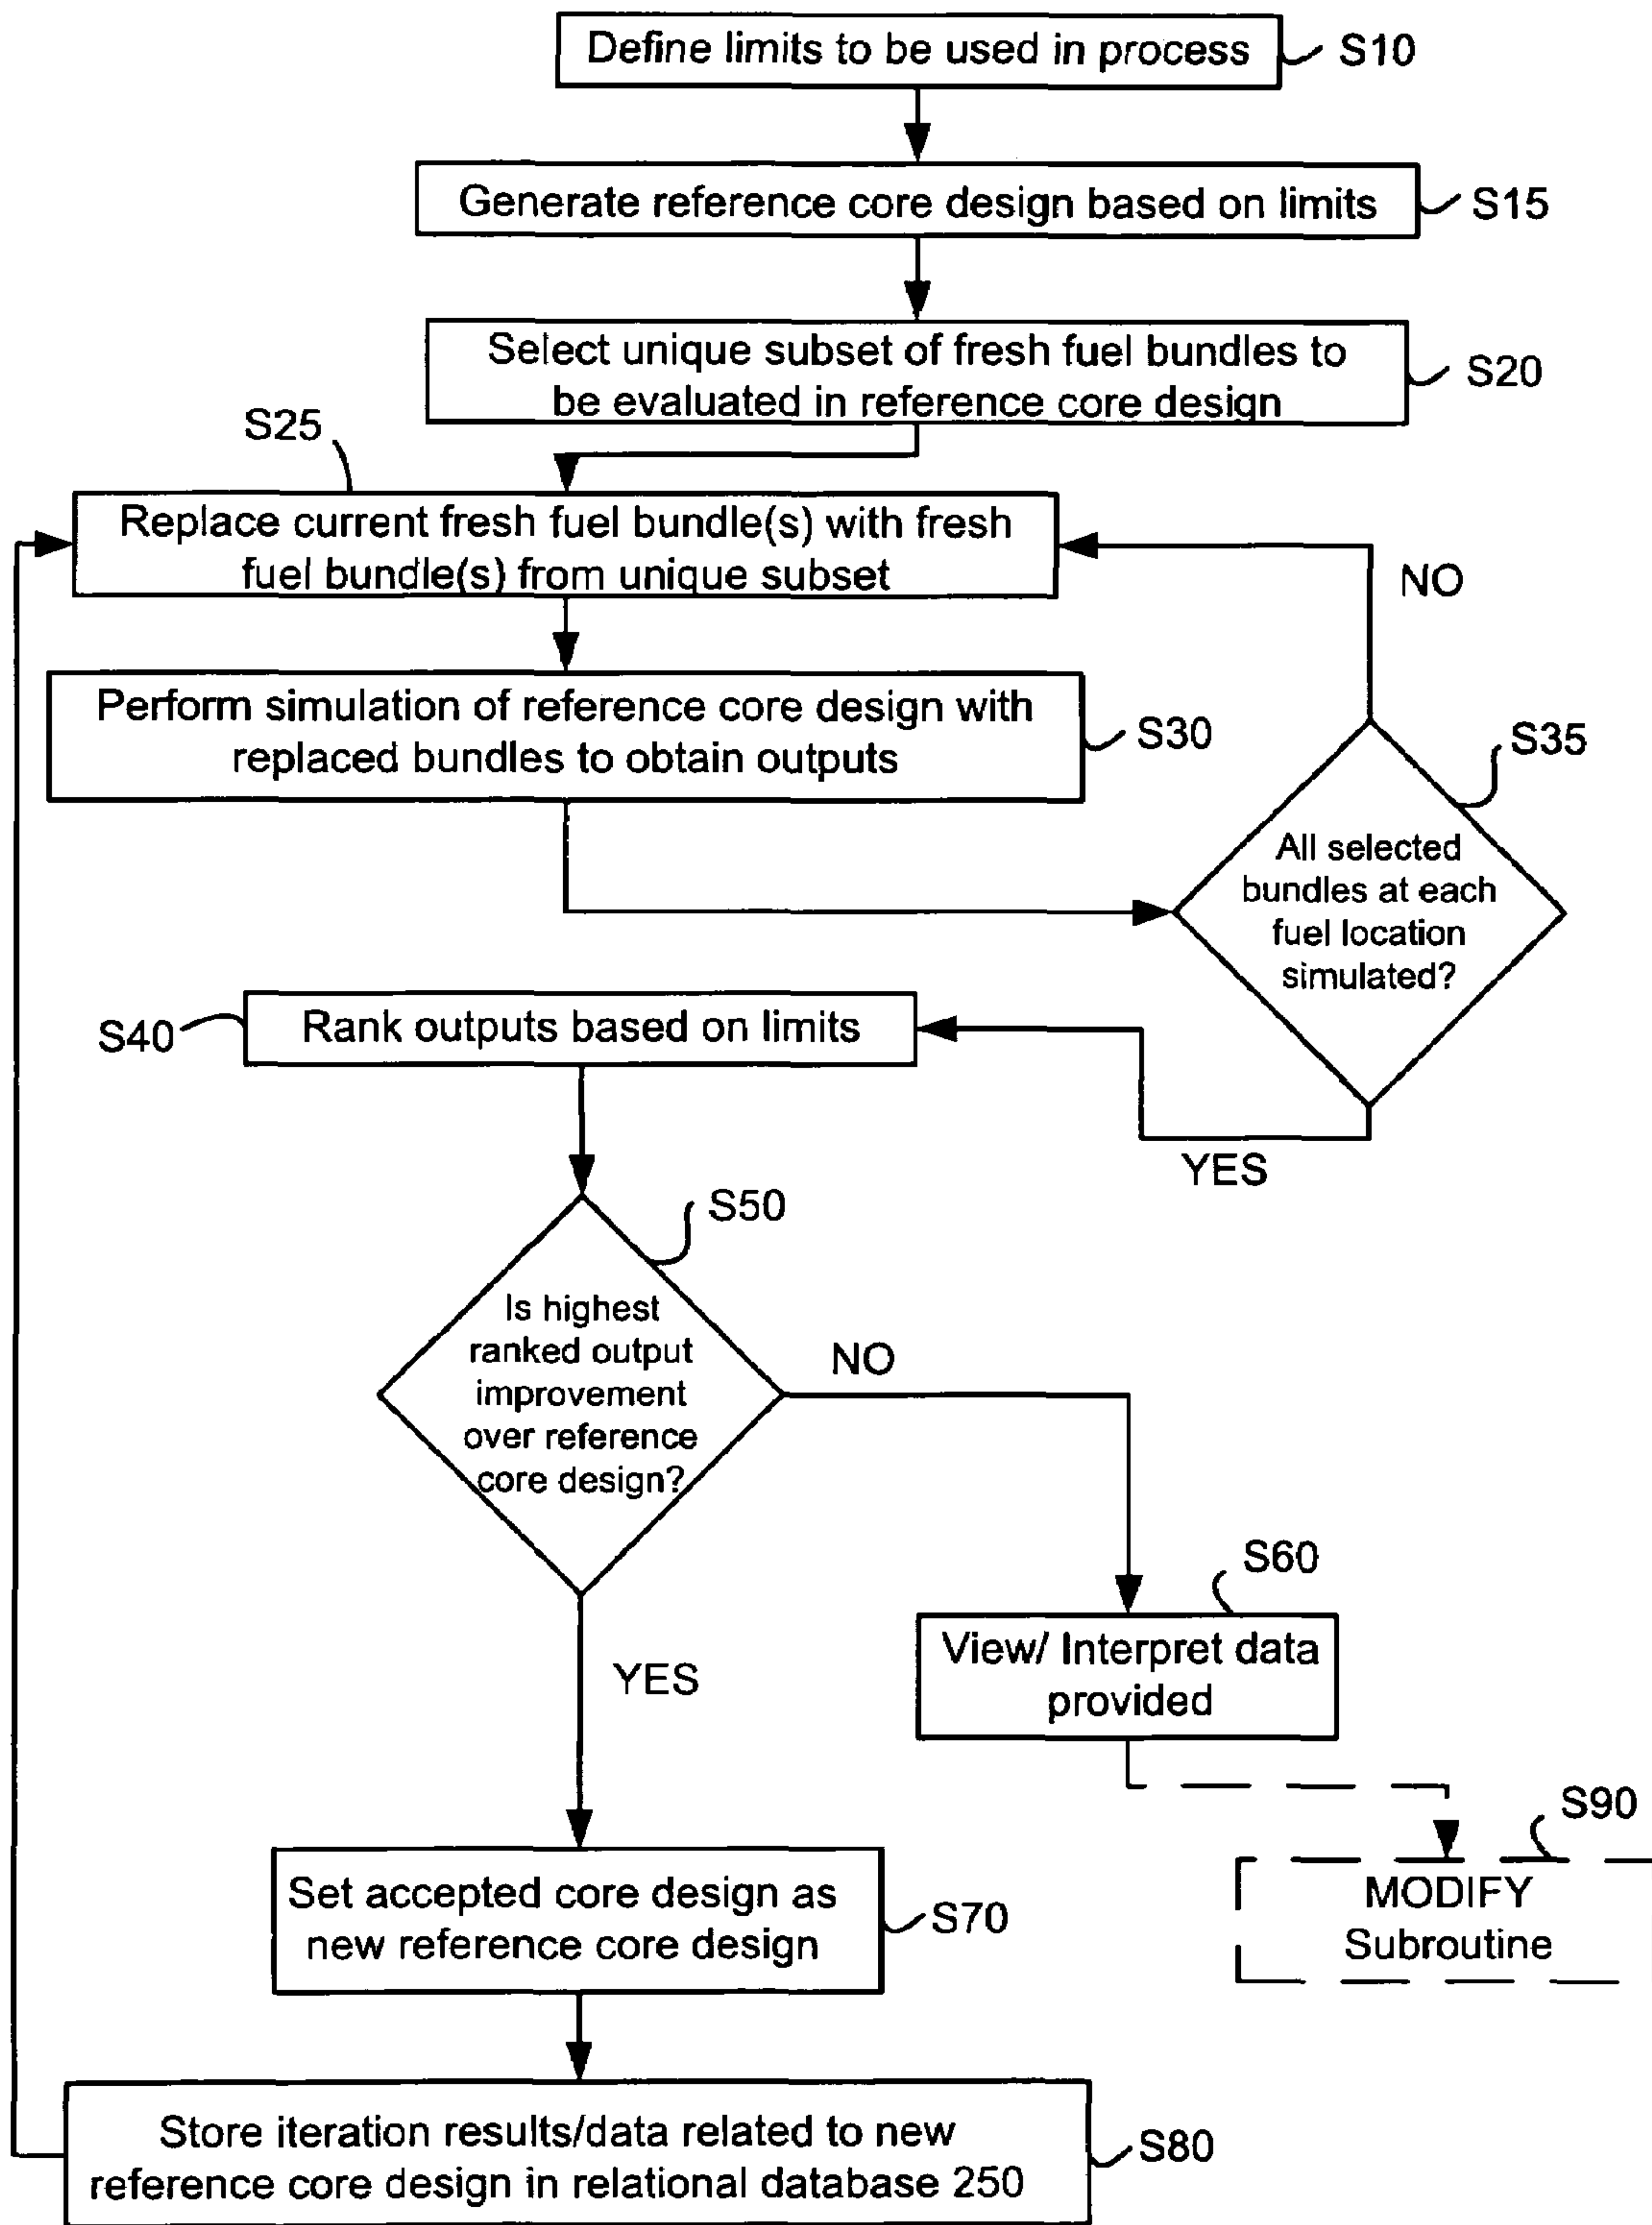 Define limits to be used in process
S10
Generate reference core design based on limits
S15
Select unique subset of fresh fuel bundles to
be evaluated in reference core design
S20
S25
Replace current fresh fuel bundle(s) with fresh
fuel bundle(s) from unique subset
NO
Perform simulation of reference core design with
replaced bundles to obtain outputs
S30
S35
All selected
bundles at each
fuel location
simulated?
S40
Rank outputs based on limits
YES
S50
Is highest
ranked output
improvement
over reference
core design?
NO
S60
View/ Interpret data
provided
YES
S90
MODIFY
Subroutine
Set accepted core design as
new reference core design
S70
Store iteration results/data related to new
reference core design in relational database 250
S80